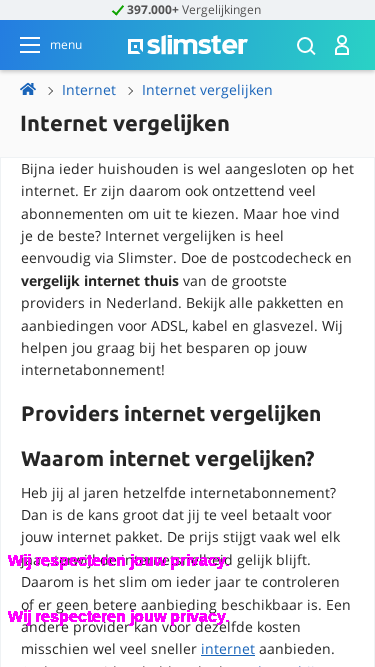 397.000+ Vergelijkingen
menu
slimster
Internet
Internet vergelijken
Internet vergelijken
Bijna ieder huishouden is wel aangesloten op het
internet. Er zijn daarom ook ontzettend veel
abonnementen om uit te kiezen. Maar hoe vind
je de beste? Internet vergelijken is heel
eenvoudig via Slimster. Doe de postcodecheck en
vergelijk internet thuis van de grootste
providers in Nederland. Bekijk alle pakketten en
aanbiedingen voor ADSL, kabel en glasvezel. Wij
helpen jou graag bij het besparen op jouw
internetabonnement!
Providers internet vergelijken
Waarom internet vergelijken?
Heb jij al jaren hetzelfde internetabonnement?
Dan is de kans groot dat jij te veel betaalt voor
jouw internet pakket. De prijs stijgt vaak wel elk
Wij respecteren jouw privacy.
gelijk blijft.
Daarom is het slim om ieder jaar te controleren
of er geen betere aanbieding beschikbaar is. Een
Wij respecteren jouw privacy.
andere provider kan voor dezelfde kosten
misschien wel veel sneller internet aanbieden.